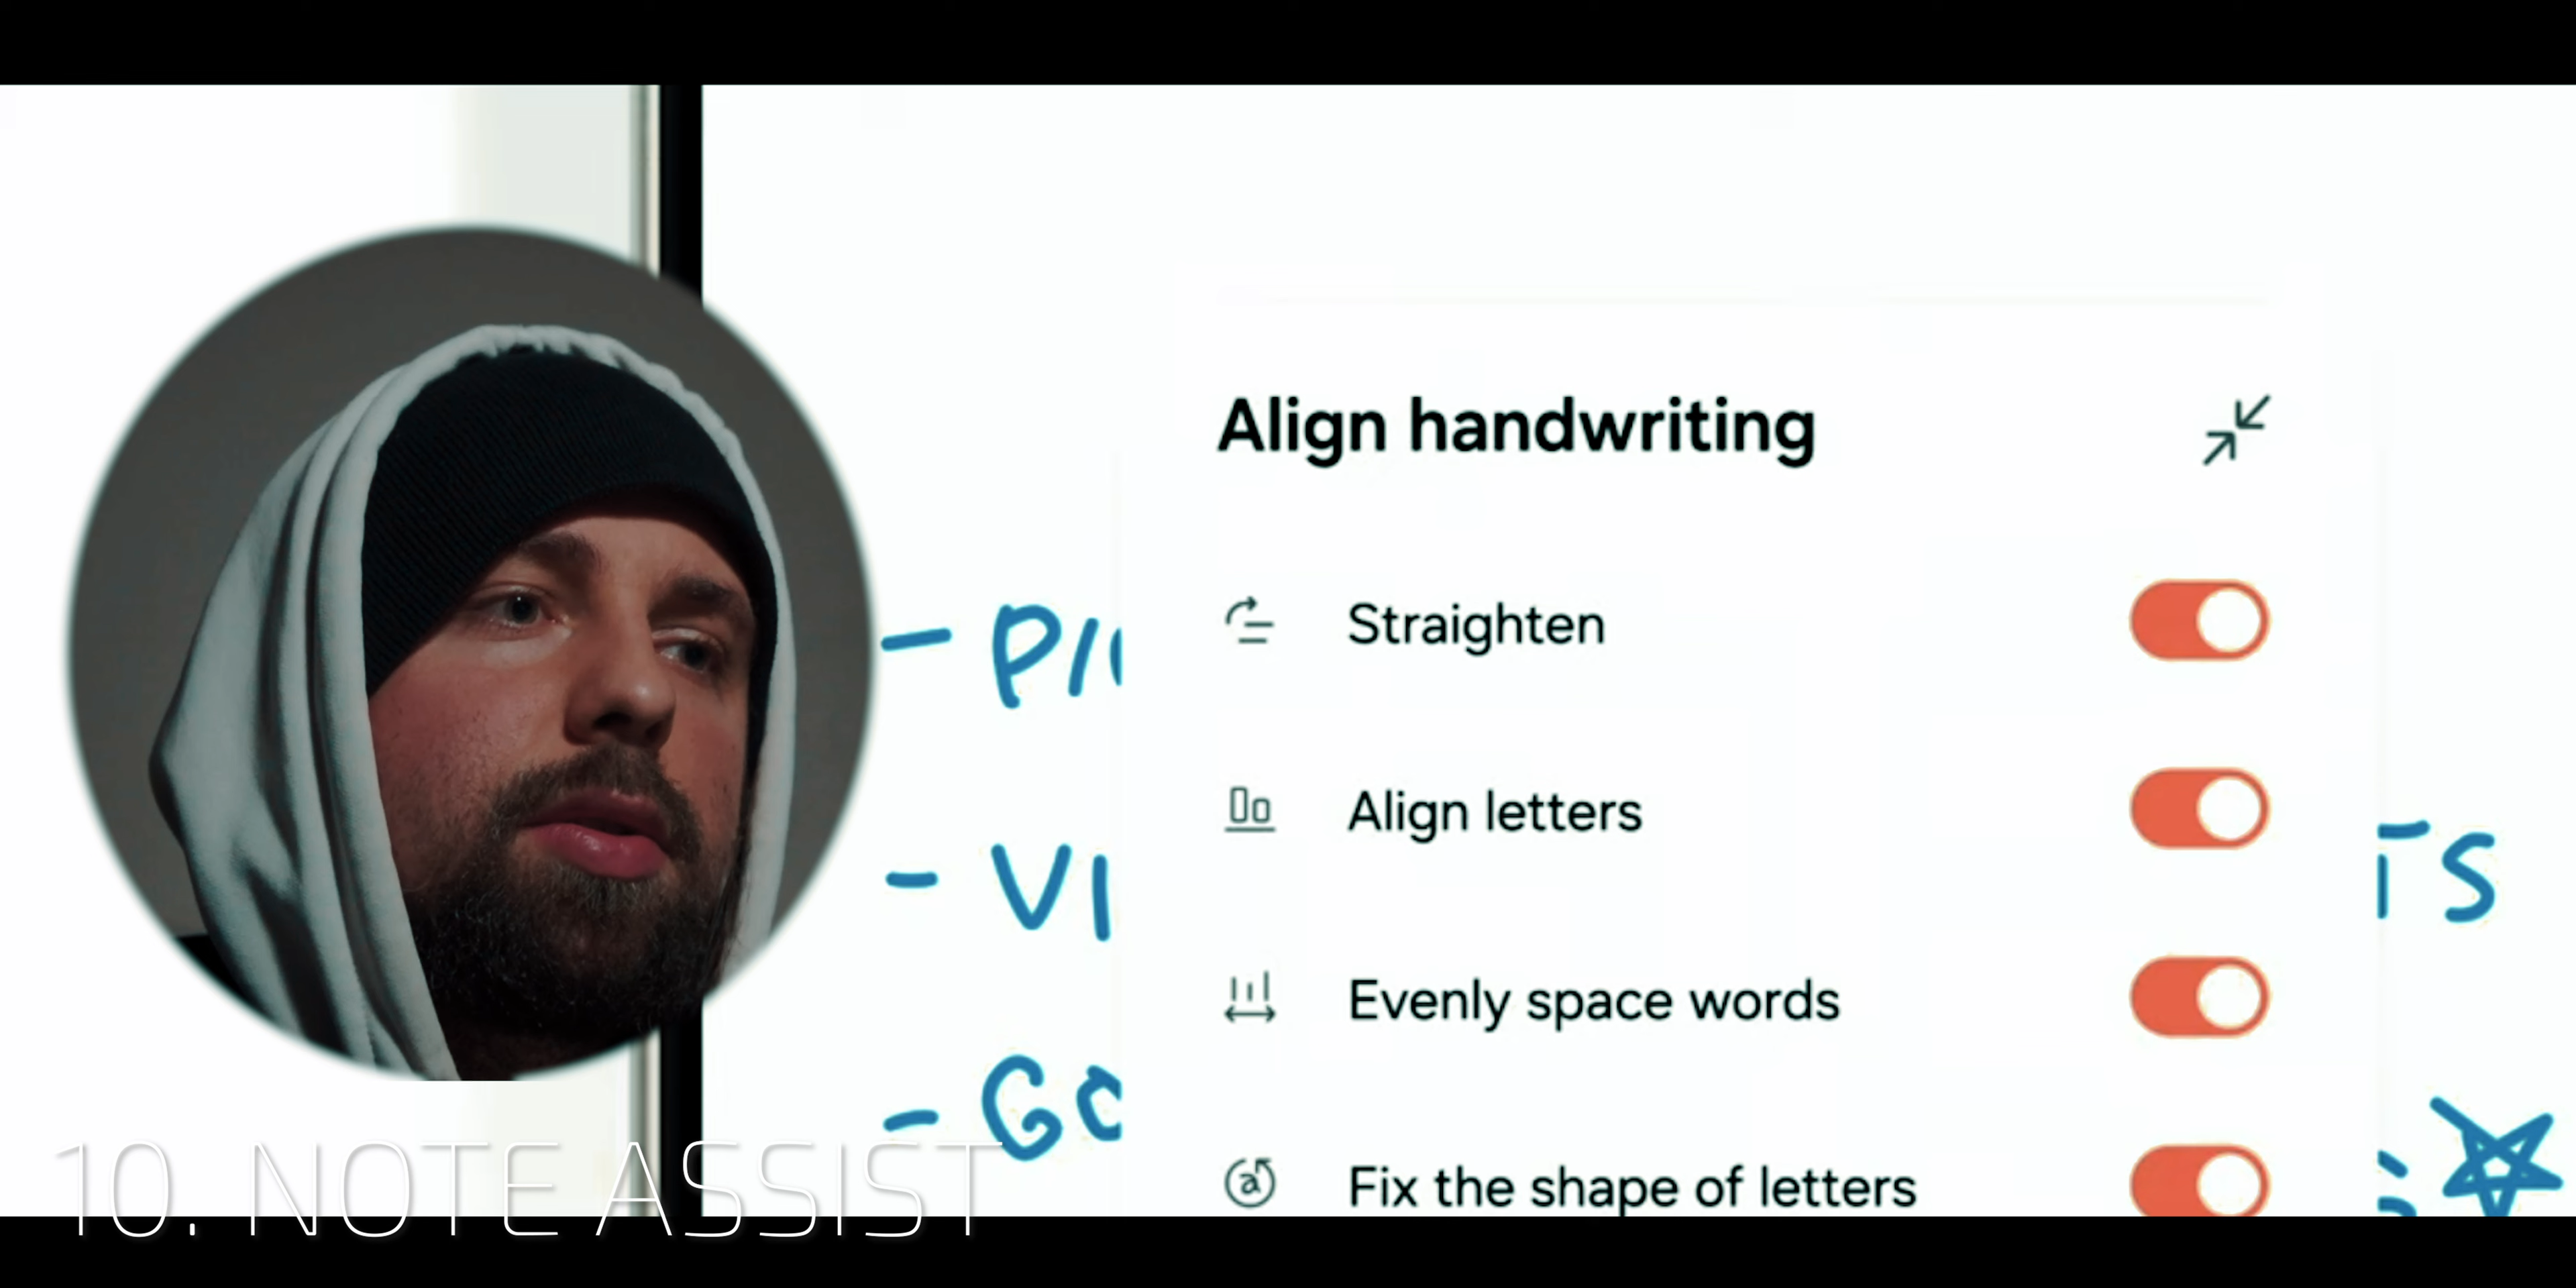 Align handwriting
Straighten
Align letters
Evenly space words
Fix the shape of letters
10. NOTE ASSIST